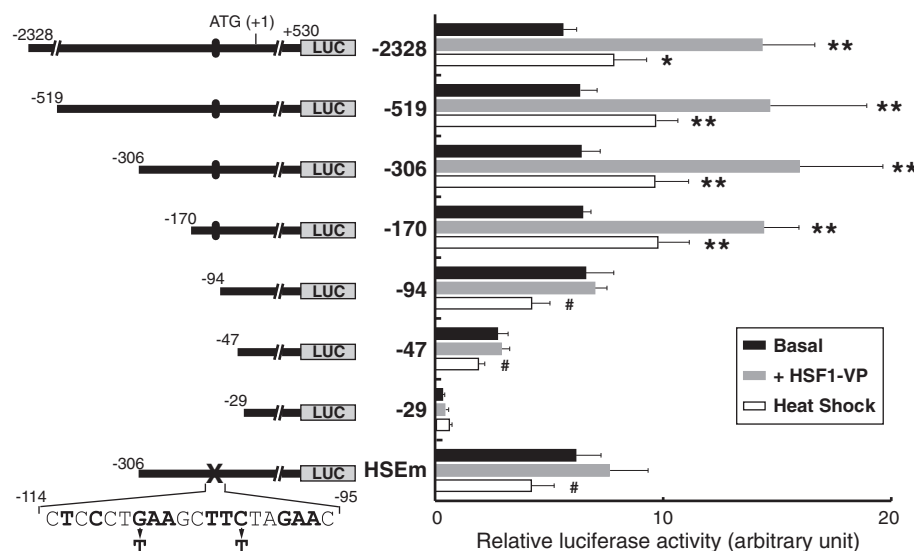 -2328
ATG (+1)
+530
LUC
-2328
**
*
-519
LUC
-519
**
**
-306
LUC
-306
**
**
-170
LUC
-170
**
**
-94
LUC
-94
#
-47
LUC
-47
#
-29
LUC
-29
-306
X
LUC
HSEm
#
Basal
+ HSF1-VP
Heat Shock
-114
-95
CTCCCTGAAGCTTCTAGAAC
T
T
0
10
20
Relative luciferase activity (arbitrary unit)